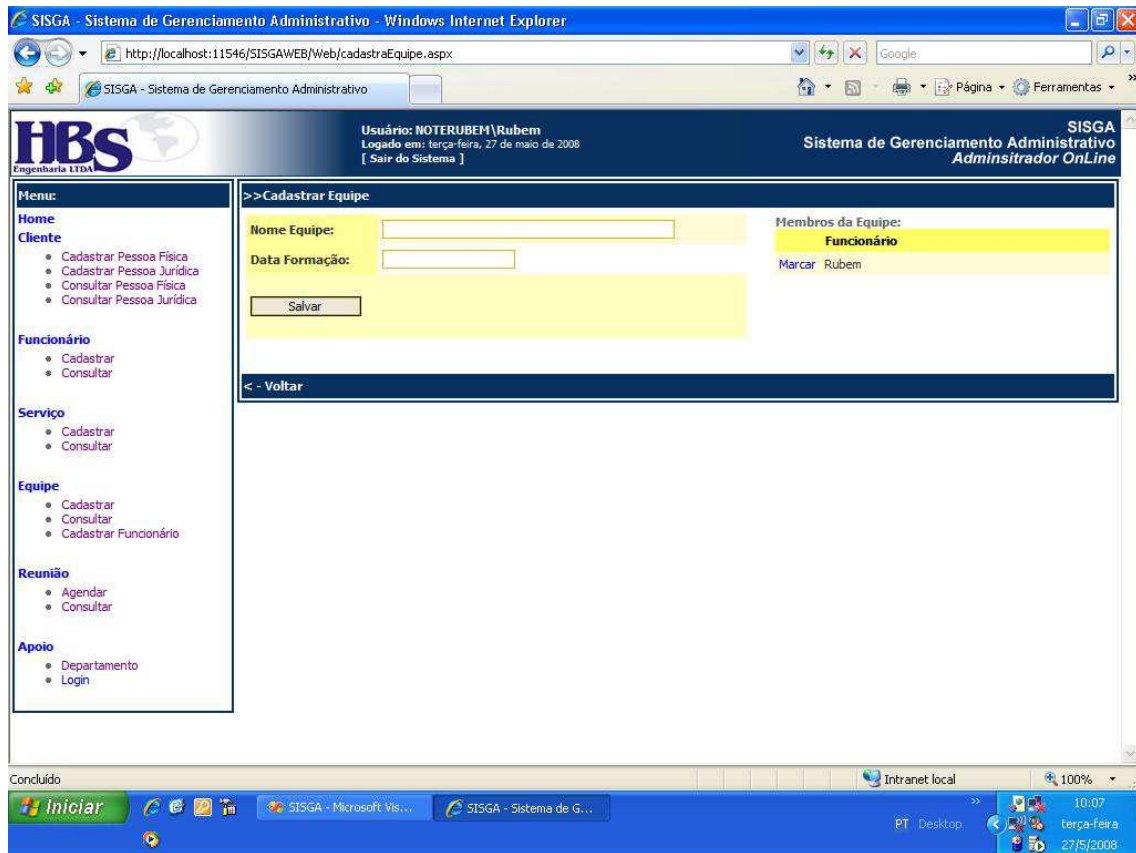 SISGA - Sistema de Gerenciamento Administrativo - Windows Internet Explorer
http://localhost:11546/SISGAWEB/Web/cadastraEquipe.aspx
Google
SISGA - Sistema de Gerenciamento Administrativo
Página
Ferramentas
HBS
Engenharia LTDA
Usuário: NOTERUBEM\Rubem
Logado em: terça-feira, 27 de maio de 2008
[ Sair do Sistema ]
SISGA
Sistema de Gerenciamento Administrativo
Adminsitrador OnLine
Menu:
Home
Cliente
Cadastrar Pessoa Física
Cadastrar Pessoa Jurídica
Consultar Pessoa Física
Consultar Pessoa Jurídica
Funcionário
Cadastrar
Consultar
Serviço
Cadastrar
Consultar
Equipe
Cadastrar
Consultar
Cadastrar Funcionário
Reunião
Agendar
Consultar
Apoio
Departamento
Login
>>Cadastrar Equipe
Nome Equipe:
Data Formação:
Salvar
Membros da Equipe:
Funcionário
Marcar Rubem
< - Voltar
Concluído
Intranet local
100%
Iniciar
SISGA - Microsoft Vis...
SISGA - Sistema de G...
PT
Desktop
10:07
terça-feira
27/5/2008